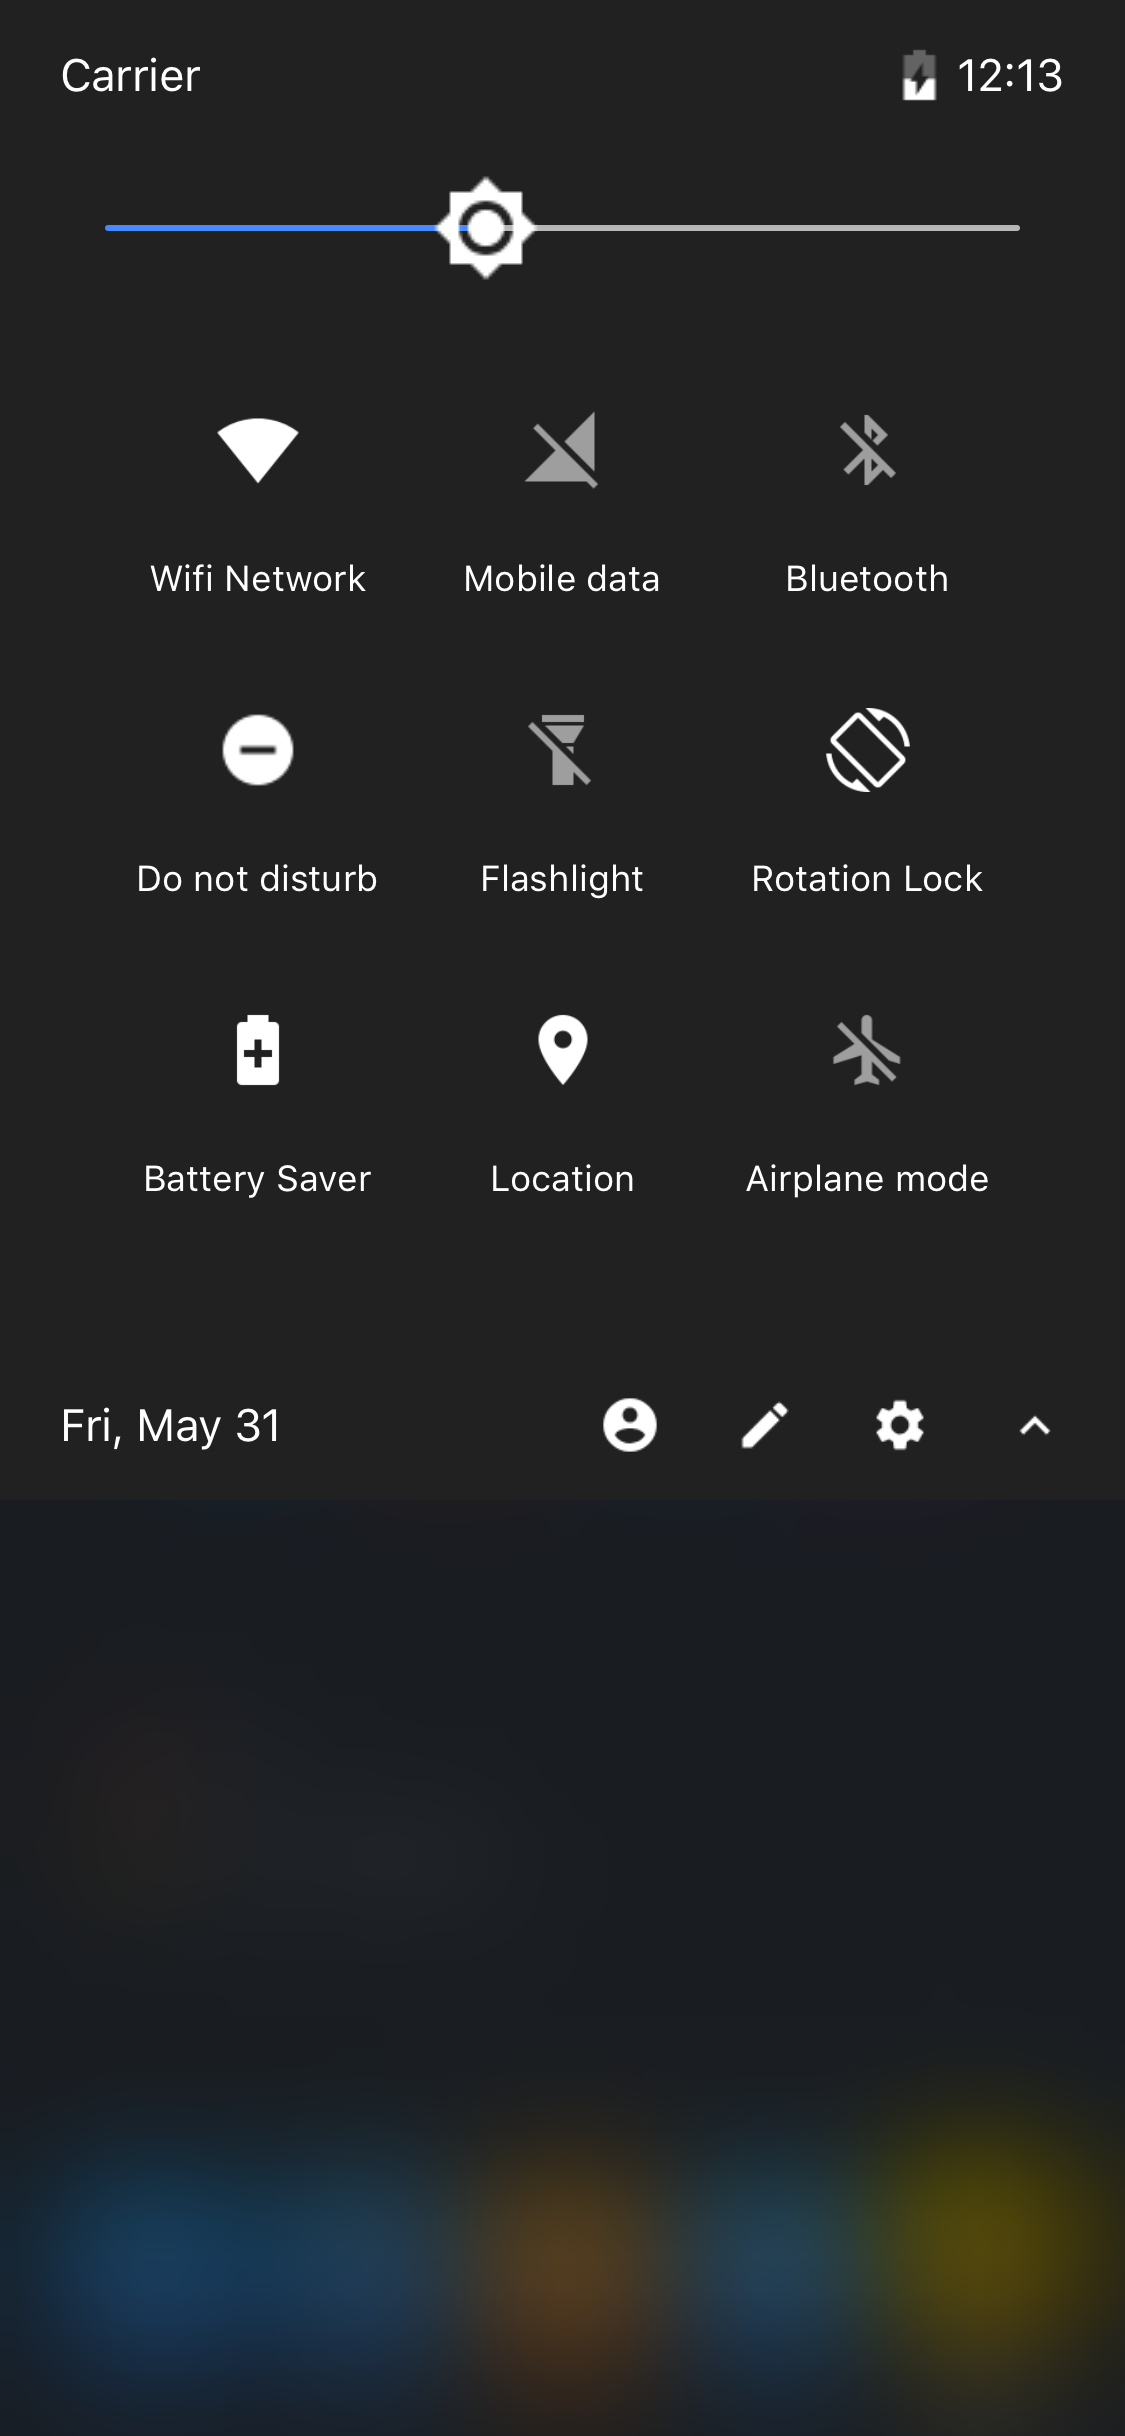 Carrier 12:13
Wifi Network Mobile data Bluetooth
Do not disturb Flashlight Rotation Lock
Battery Saver Location Airplane mode
Fri, May 31